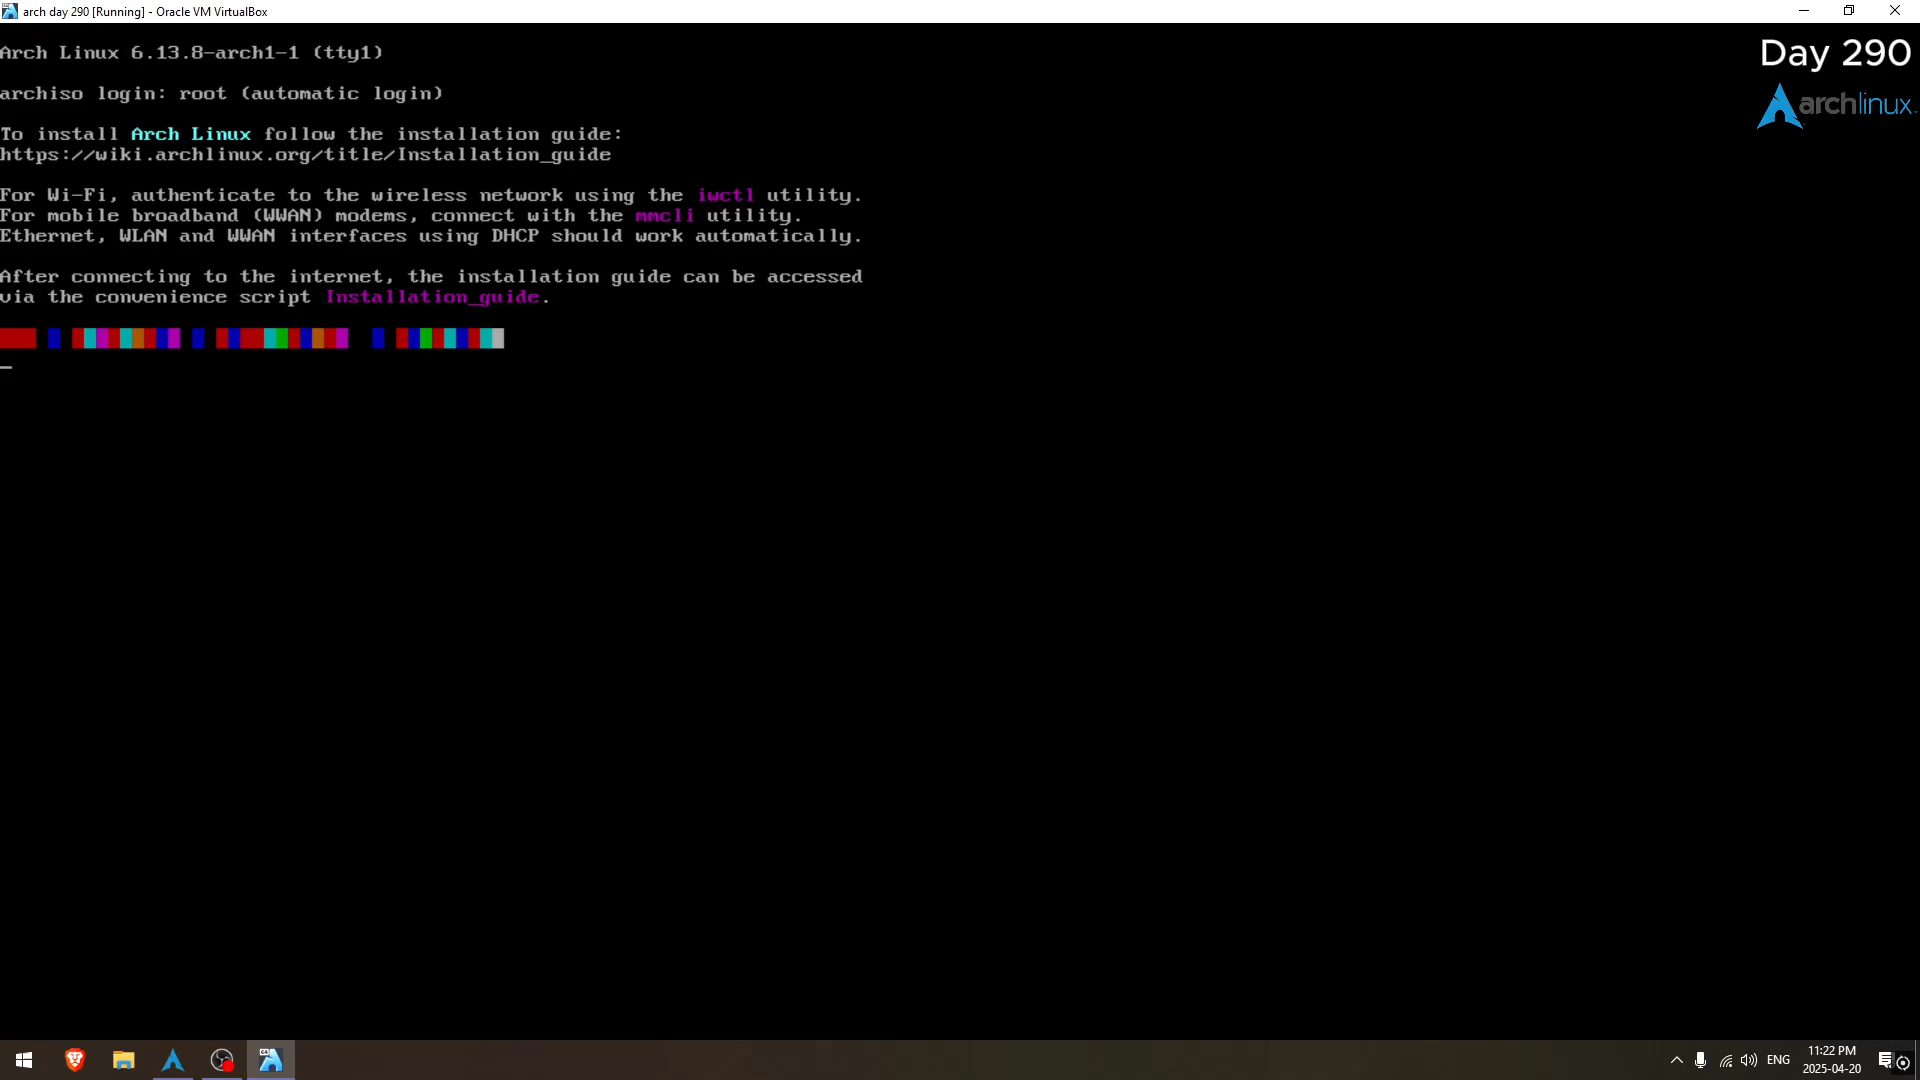 arch day 290 [Running] - Oracle VM VirtualBox
Arch Linux 6.13.8-arch1-1 (tty1)
Day 290
archlinux
archiso login: root (automatic login)
To install Arch Linux follow the installation guide:
https://wiki.archlinux.org/title/Installation_guide
For Wi-Fi, authenticate to the wireless network using the iwctl utility.
For mobile broadband (WWAN) modems, connect with the mmcli utility.
Ethernet, WLAN and WWAN interfaces using DHCP should work automatically.
After connecting to the internet, the installation guide can be accessed
via the convenience script Installation_guide.
ENG
11:22 PM
2025-04-20